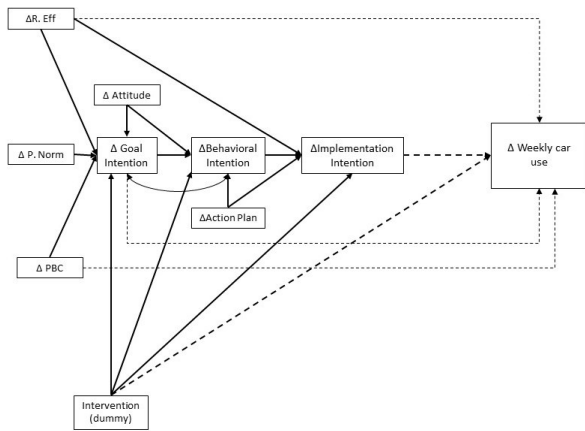 ΔR. Eff
Δ Attitude
Δ P. Norm
Δ Goal
Intention
ΔBehavioral
Intention
ΔImplementation
Intention
Δ Weekly car
use
ΔAction Plan
Δ PBC
Intervention
(dummy)